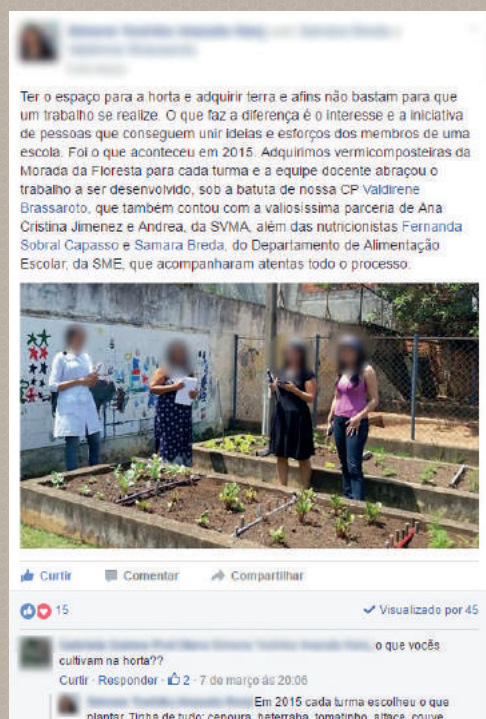 Ter o espaço para a horta e adquirir terra e afins não bastam para que
um trabalho se realize. O que faz a diferença é o interesse e a iniciativa
de pessoas que conseguem unir ideias e esforços dos membros de uma
escola. Foi o que aconteceu em 2015. Adquirimos vermicomposteiras da
Morada da Floresta para cada turma e a equipe docente abraçou o
trabalho a ser desenvolvido, sob a batuta de nossa CP Valdirene
Brassaroto, que também contou com a valiosíssima parceria de Ana
Cristina Jimenez e Andrea, da SVMA, além das nutricionistas Fernanda
Sobral Capasso e Samara Breda, do Departamento de Alimentação
Escolar, da SME, que acompanharam atentas todo o processo.
Curtir Comentar Compartilhar
15 Visualizado por 45
o que vocês
cultivam na horta??
Curtir · Responder · 2 · 7 de março às 20:06
Em 2015 cada turma escolheu o que
plantar. Tinha de tudo: cenoura, beterraba, tomatinho, alface, couve